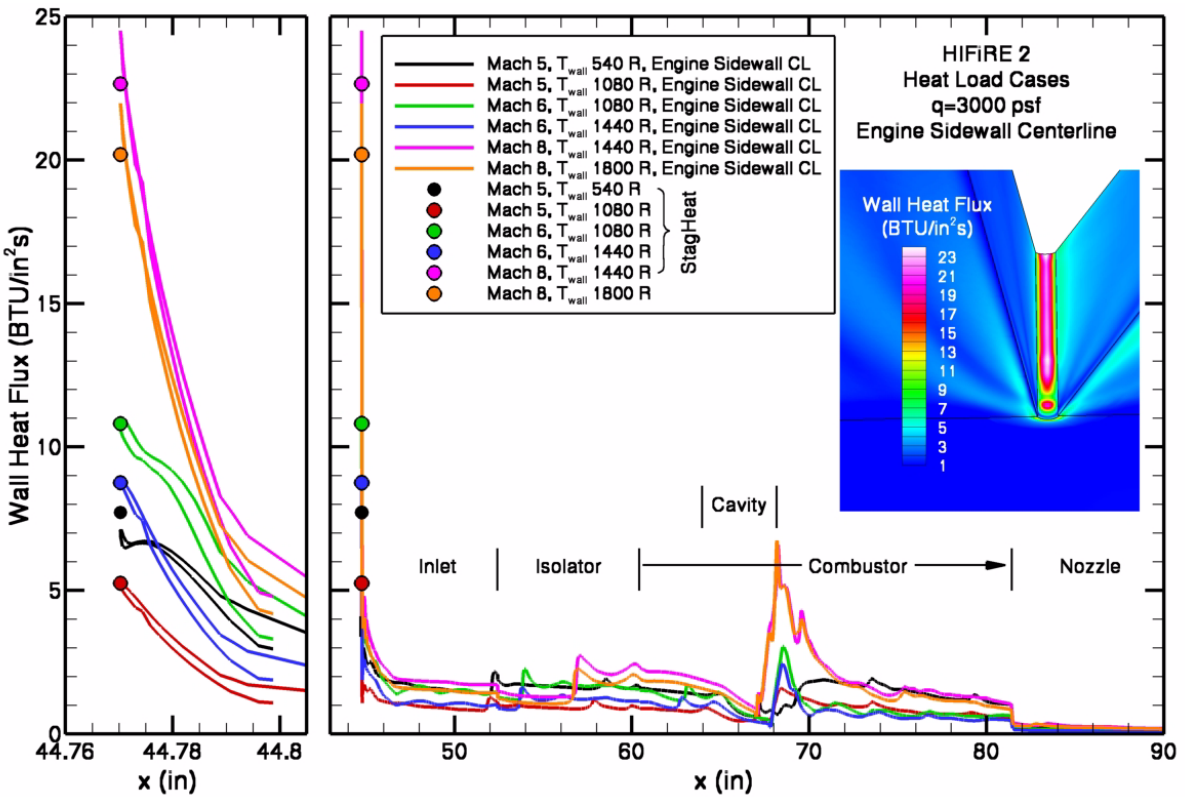 25
20
15
10
5
0
Wall Heat Flux (BTU/in²s)
44.76
44.78
44.8
x (in)
Mach 5, Twall 540 R, Engine Sidewall CL
Mach 5, Twall 1080 R, Engine Sidewall CL
Mach 6, Twall 1080 R, Engine Sidewall CL
Mach 6, Twall 1440 R, Engine Sidewall CL
Mach 8, Twall 1440 R, Engine Sidewall CL
Mach 8, Twall 1800 R, Engine Sidewall CL
Mach 5, Twall 540 R
Mach 5, Twall 1080 R
Mach 6, Twall 1080 R
Mach 6, Twall 1440 R
Mach 8, Twall 1440 R
Mach 8, Twall 1800 R
StagHeat
HIFiRE 2
Heat Load Cases
q=3000 psf
Engine Sidewall Centerline
Wall Heat Flux
(BTU/in²s)
23
21
19
17
15
13
11
9
7
5
3
1
Cavity
Inlet
Isolator
Combustor
Nozzle
50
60
70
80
90
x (in)